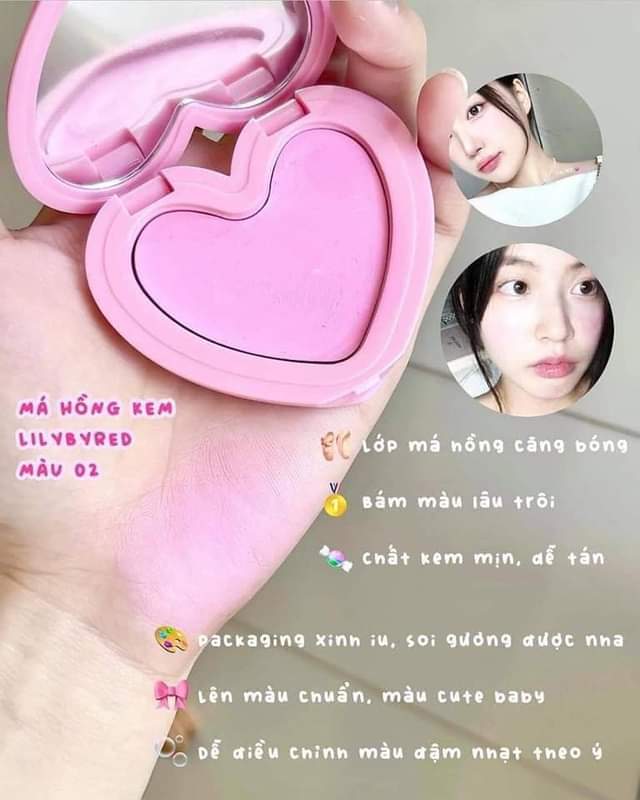 MÁ HỒNG KEM
LILYBYRED
MÀU 02
Lớp má hồng căng bóng
1
Bám màu lâu trôi
Chất kem mịn, dễ tán
Packaging xinh iu, soi gương được nha
Lên màu chuẩn, màu cute baby
Dễ điều chỉnh màu đậm nhạt theo ý